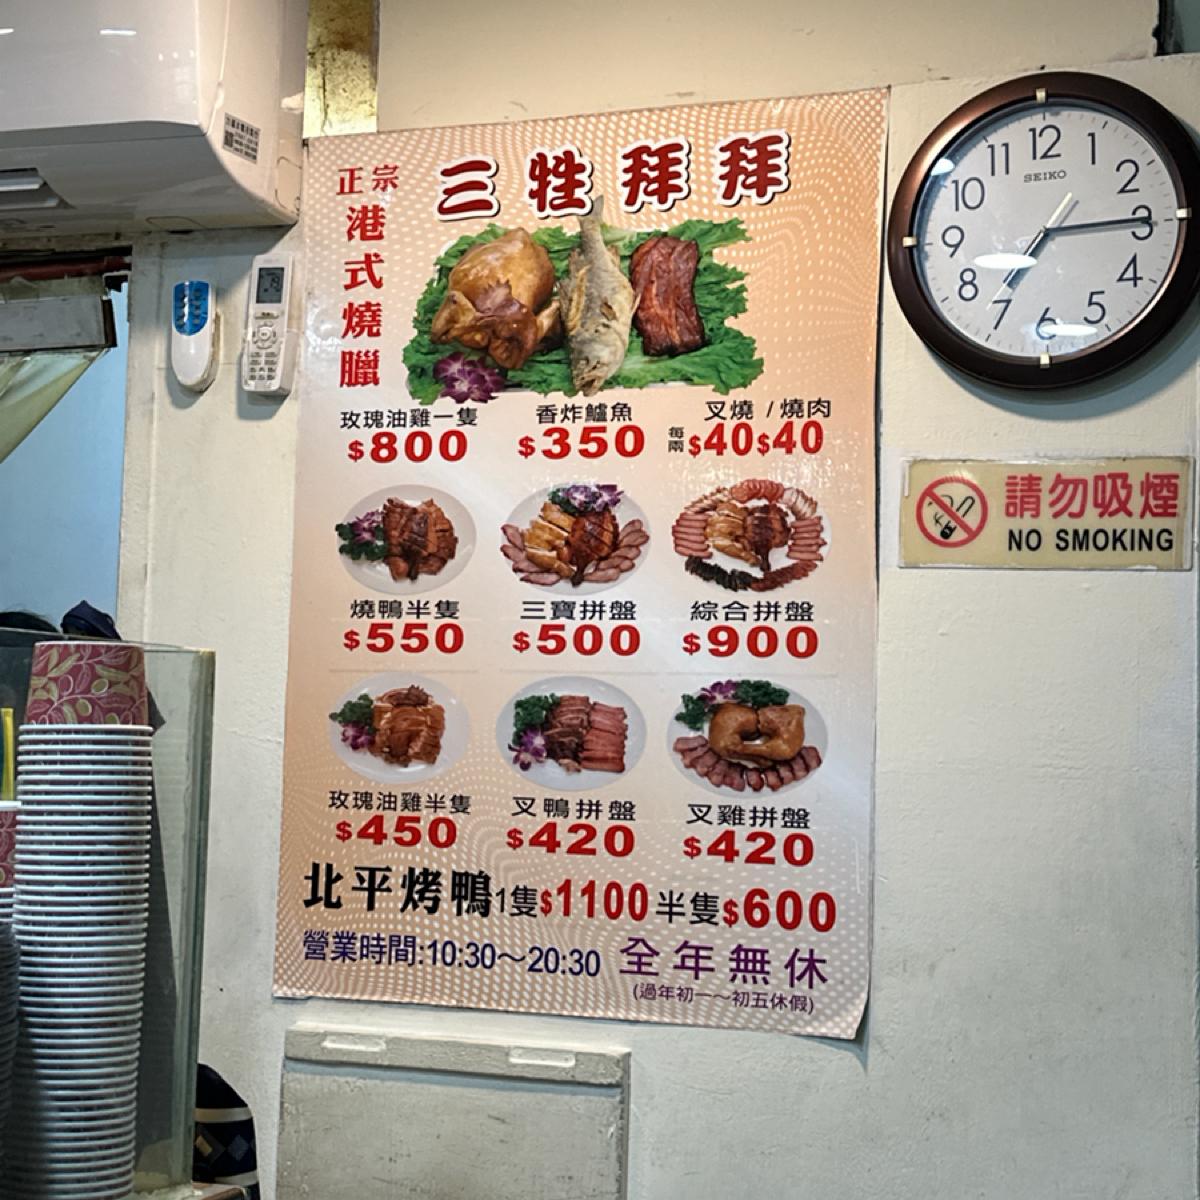 三牲拜拜
正宗
港式燒臘
玫瑰油雞一隻 香炸鱸魚 叉燒 / 燒肉
$800 $350 每兩 $40 $40
燒鴨半隻 三寶拼盤 綜合拼盤
$550 $500 $900
玫瑰油雞半隻 叉鴨拼盤 叉雞拼盤
$450 $420 $420
北平烤鴨1隻$1100 半隻$600
營業時間:10:30～20:30 全年無休
(過年初一～初五休假)
12
1
2
3
4
5
6
7
8
9
10
11
SEIKO
請勿吸煙
NO SMOKING